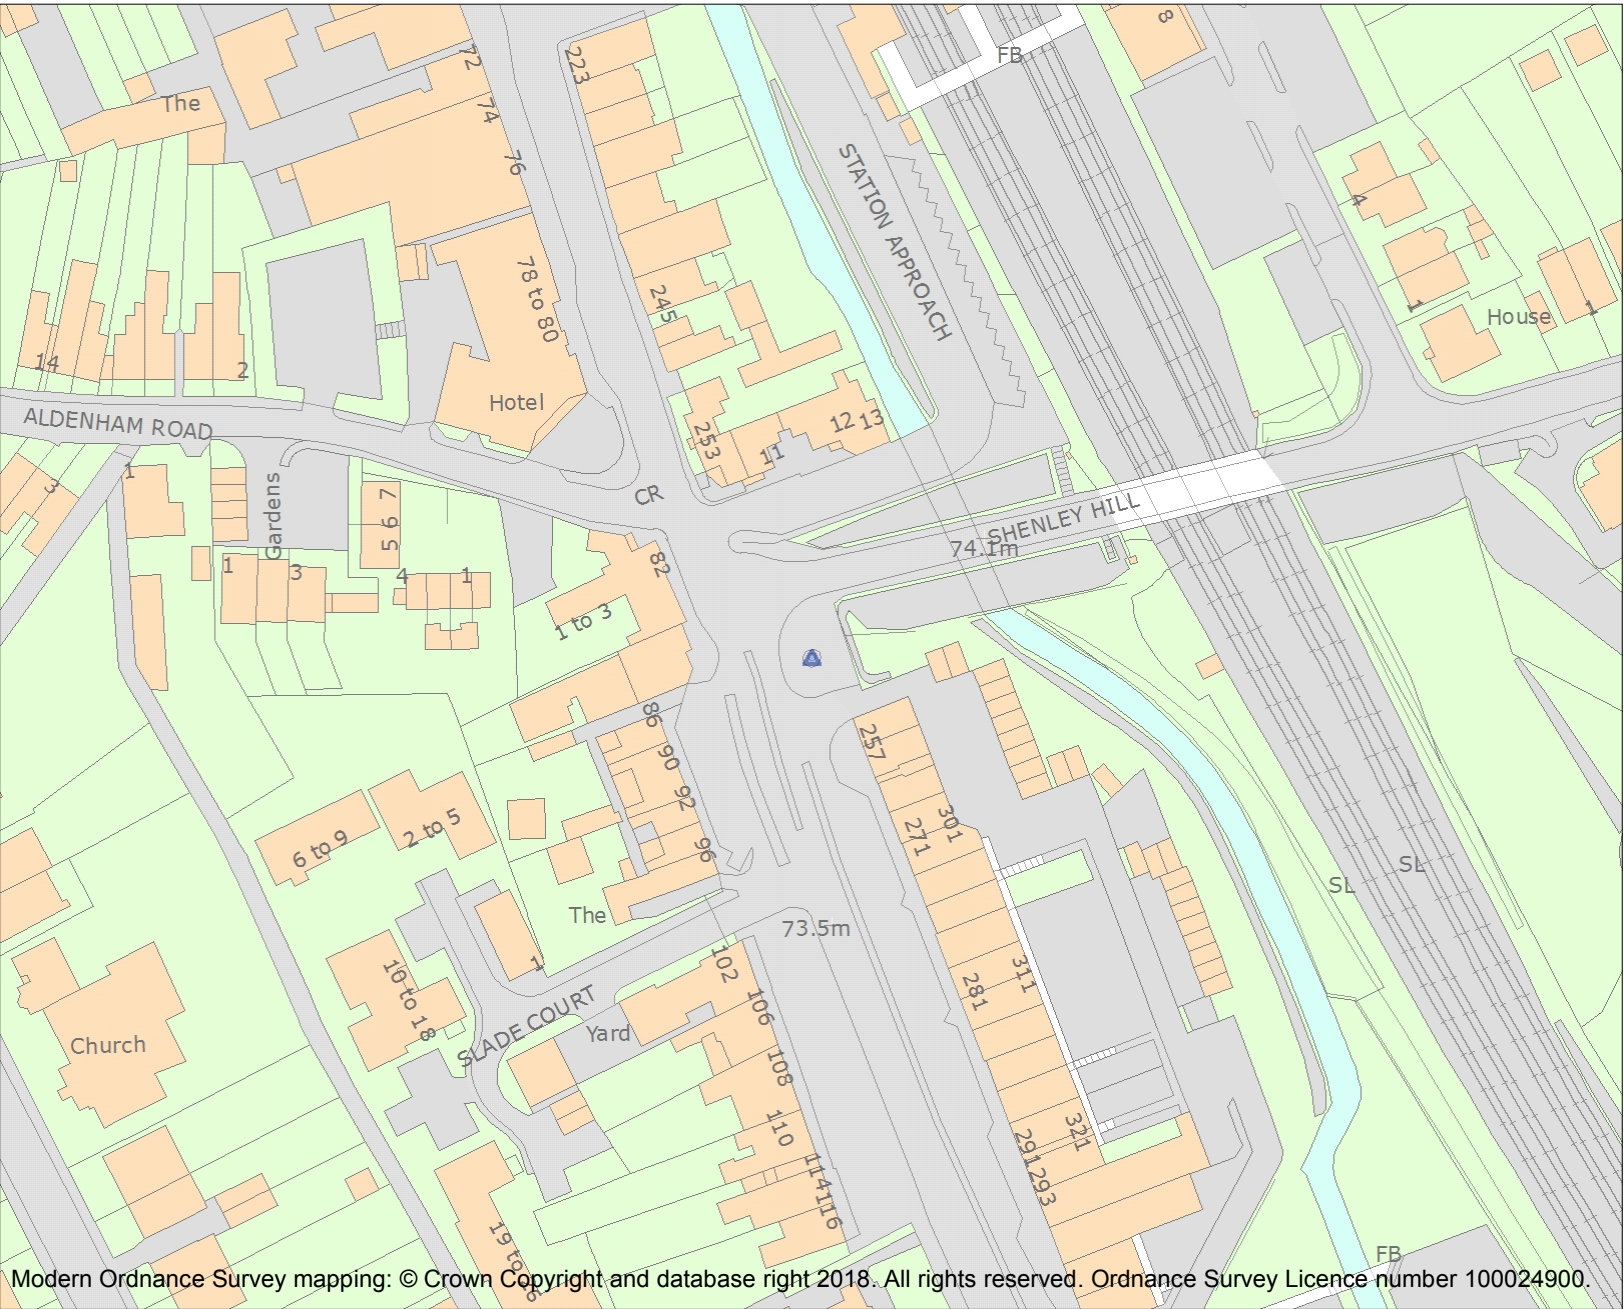 8
FB
72
223
The
74
76
STATION APPROACH
4
78 to 80
245
1
House
1
14
2
Hotel
ALDENHAM ROAD
12
13
253
11
3
1
CR
Gardens
7
6
5
SHENLEY HILL
74.1m
82
1
3
4
1
1 to 3
86
257
90
92
301
271
96
6 to 9
2 to 5
SL
SL
The
73.5m
1
102
10 to 18
311
281
106
SLADE COURT
Yard
Church
108
110
321
291
293
114
116
19 to 26
FB
Modern Ordnance Survey mapping: © Crown Copyright and database right 2018. All rights reserved. Ordnance Survey Licence number 100024900.